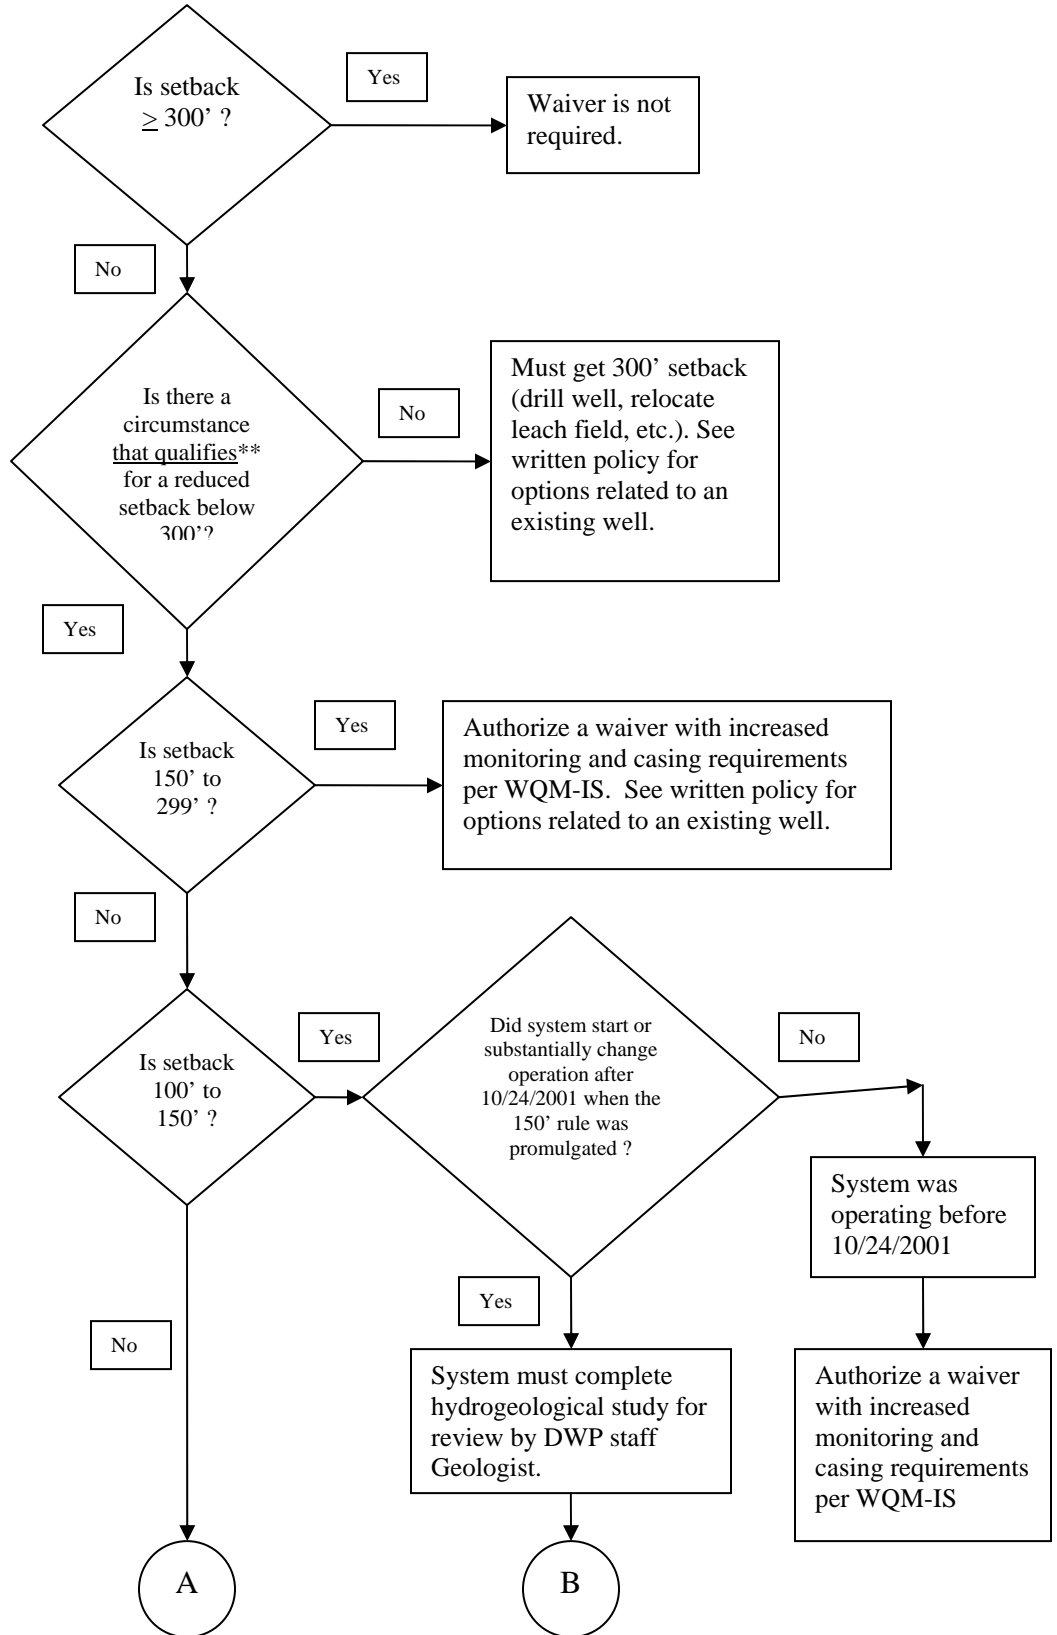 Is setback
≥ 300’ ?
Yes
Waiver is not
required.
No
Is there a
circumstance
that qualifies**
for a reduced
setback below
300’?
No
Must get 300’ setback
(drill well, relocate
leach field, etc.). See
written policy for
options related to an
existing well.
Yes
Is setback
150’ to
299’ ?
Yes
Authorize a waiver with increased
monitoring and casing requirements
per WQM-IS.  See written policy for
options related to an existing well.
No
Is setback
100’ to
150’ ?
Yes
Did system start or
substantially change
operation after
10/24/2001 when the
150’ rule was
promulgated ?
No
System was
operating before
10/24/2001
Authorize a waiver
with increased
monitoring and
casing requirements
per WQM-IS
Yes
System must complete
hydrogeological study for
review by DWP staff
Geologist.
No
A
B